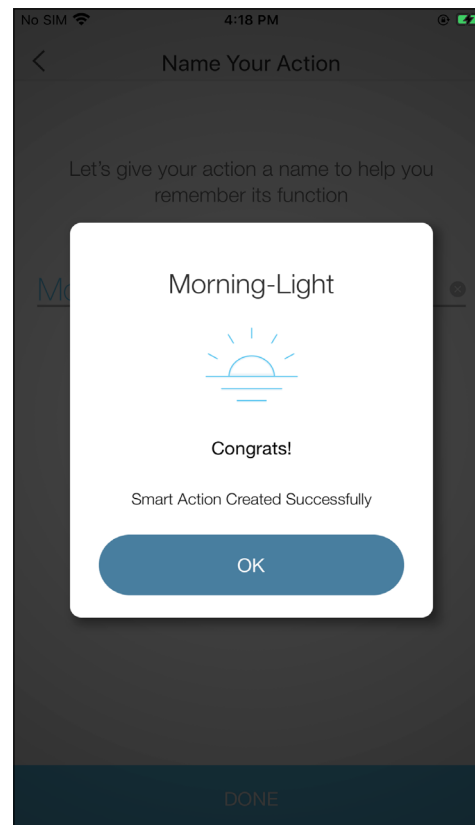 No SIM 4:18 PM
Name Your Action
Let's give your action a name to help you
remember its function
Mo
Morning-Light
Congrats!
Smart Action Created Successfully
OK
DONE